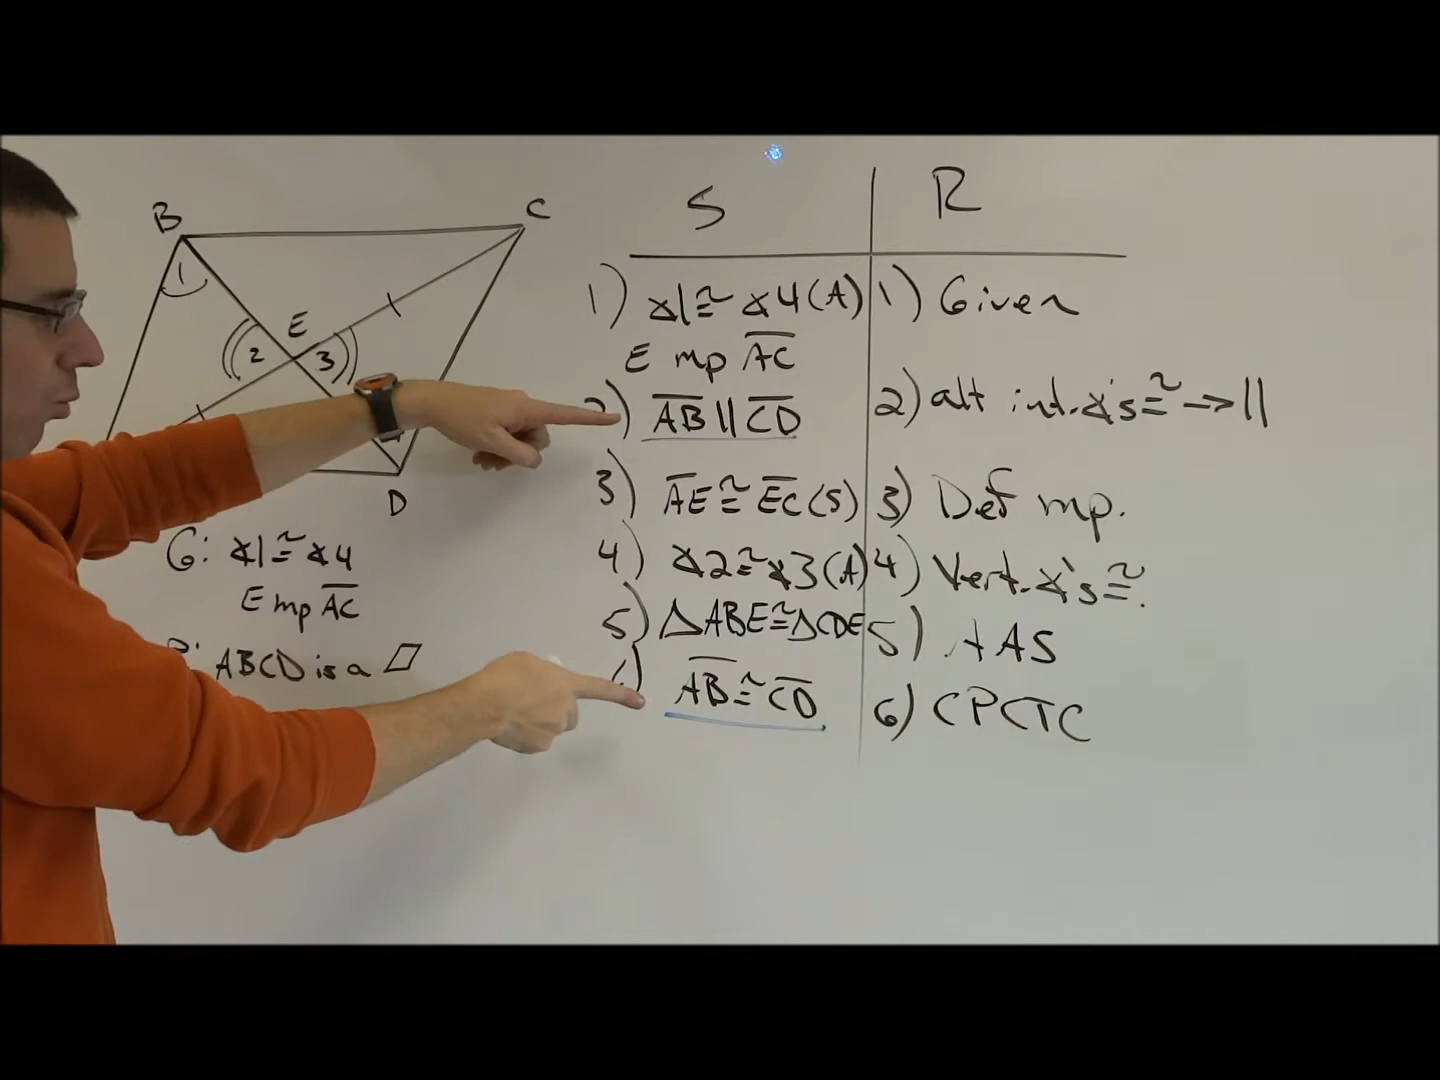 B
C
E
1
2
3
D
G: ∡1≅∡4
E mp AC
P: ABCD is a ▱
S
R
1) ∡1≅∡4 (A)
1) Given
E mp AC
2) AB || CD
2) alt int. ∡'s ≅ → ||
3) AE ≅ EC (S)
3) Def mp.
4) ∡2≅∡3 (A)
4) Vert. ∡'s ≅.
5) △ABE≅△CDE
5) AAS
6) AB≅CD
6) CPCTC